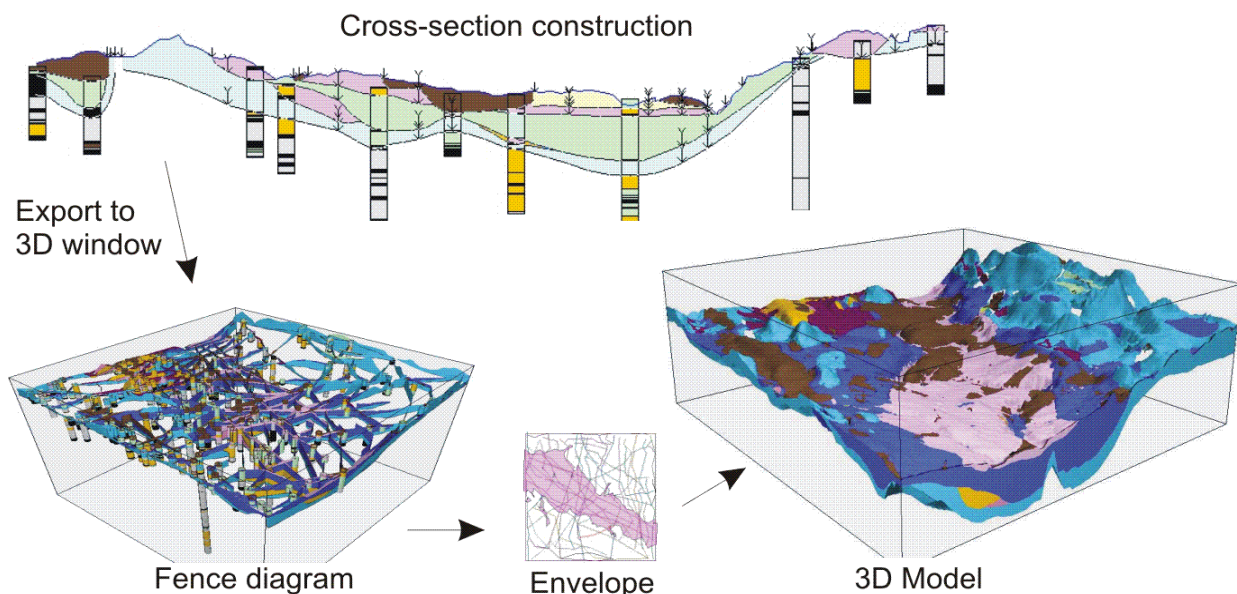 Cross-section construction
Export to
3D window
Fence diagram
Envelope
3D Model